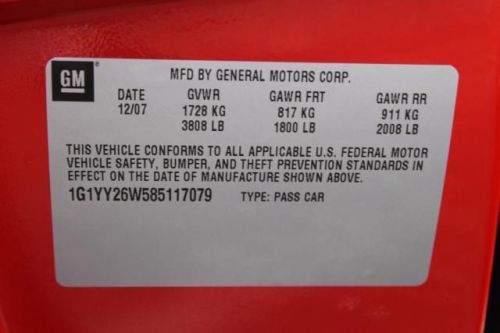 GM®
MFD BY GENERAL MOTORS CORP.
DATE GVWR GAWR FRT GAWR RR
12/07 1728 KG 817 KG 911 KG
3808 LB 1800 LB 2008 LB
THIS VEHICLE CONFORMS TO ALL APPLICABLE U.S. FEDERAL MOTOR
VEHICLE SAFETY, BUMPER, AND THEFT PREVENTION STANDARDS IN
EFFECT ON THE DATE OF MANUFACTURE SHOWN ABOVE.
1G1YY26W585117079 TYPE: PASS CAR